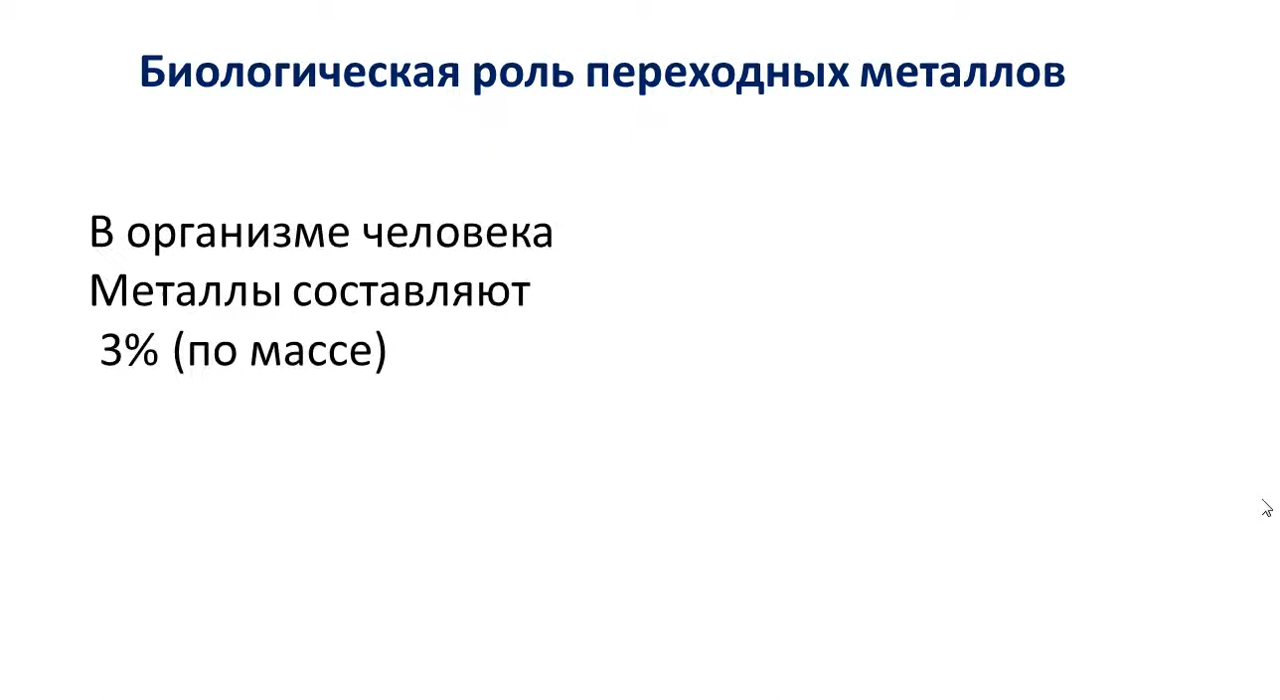 Биологическая роль переходных металлов
В организме человека
Металлы составляют
3% (по массе)